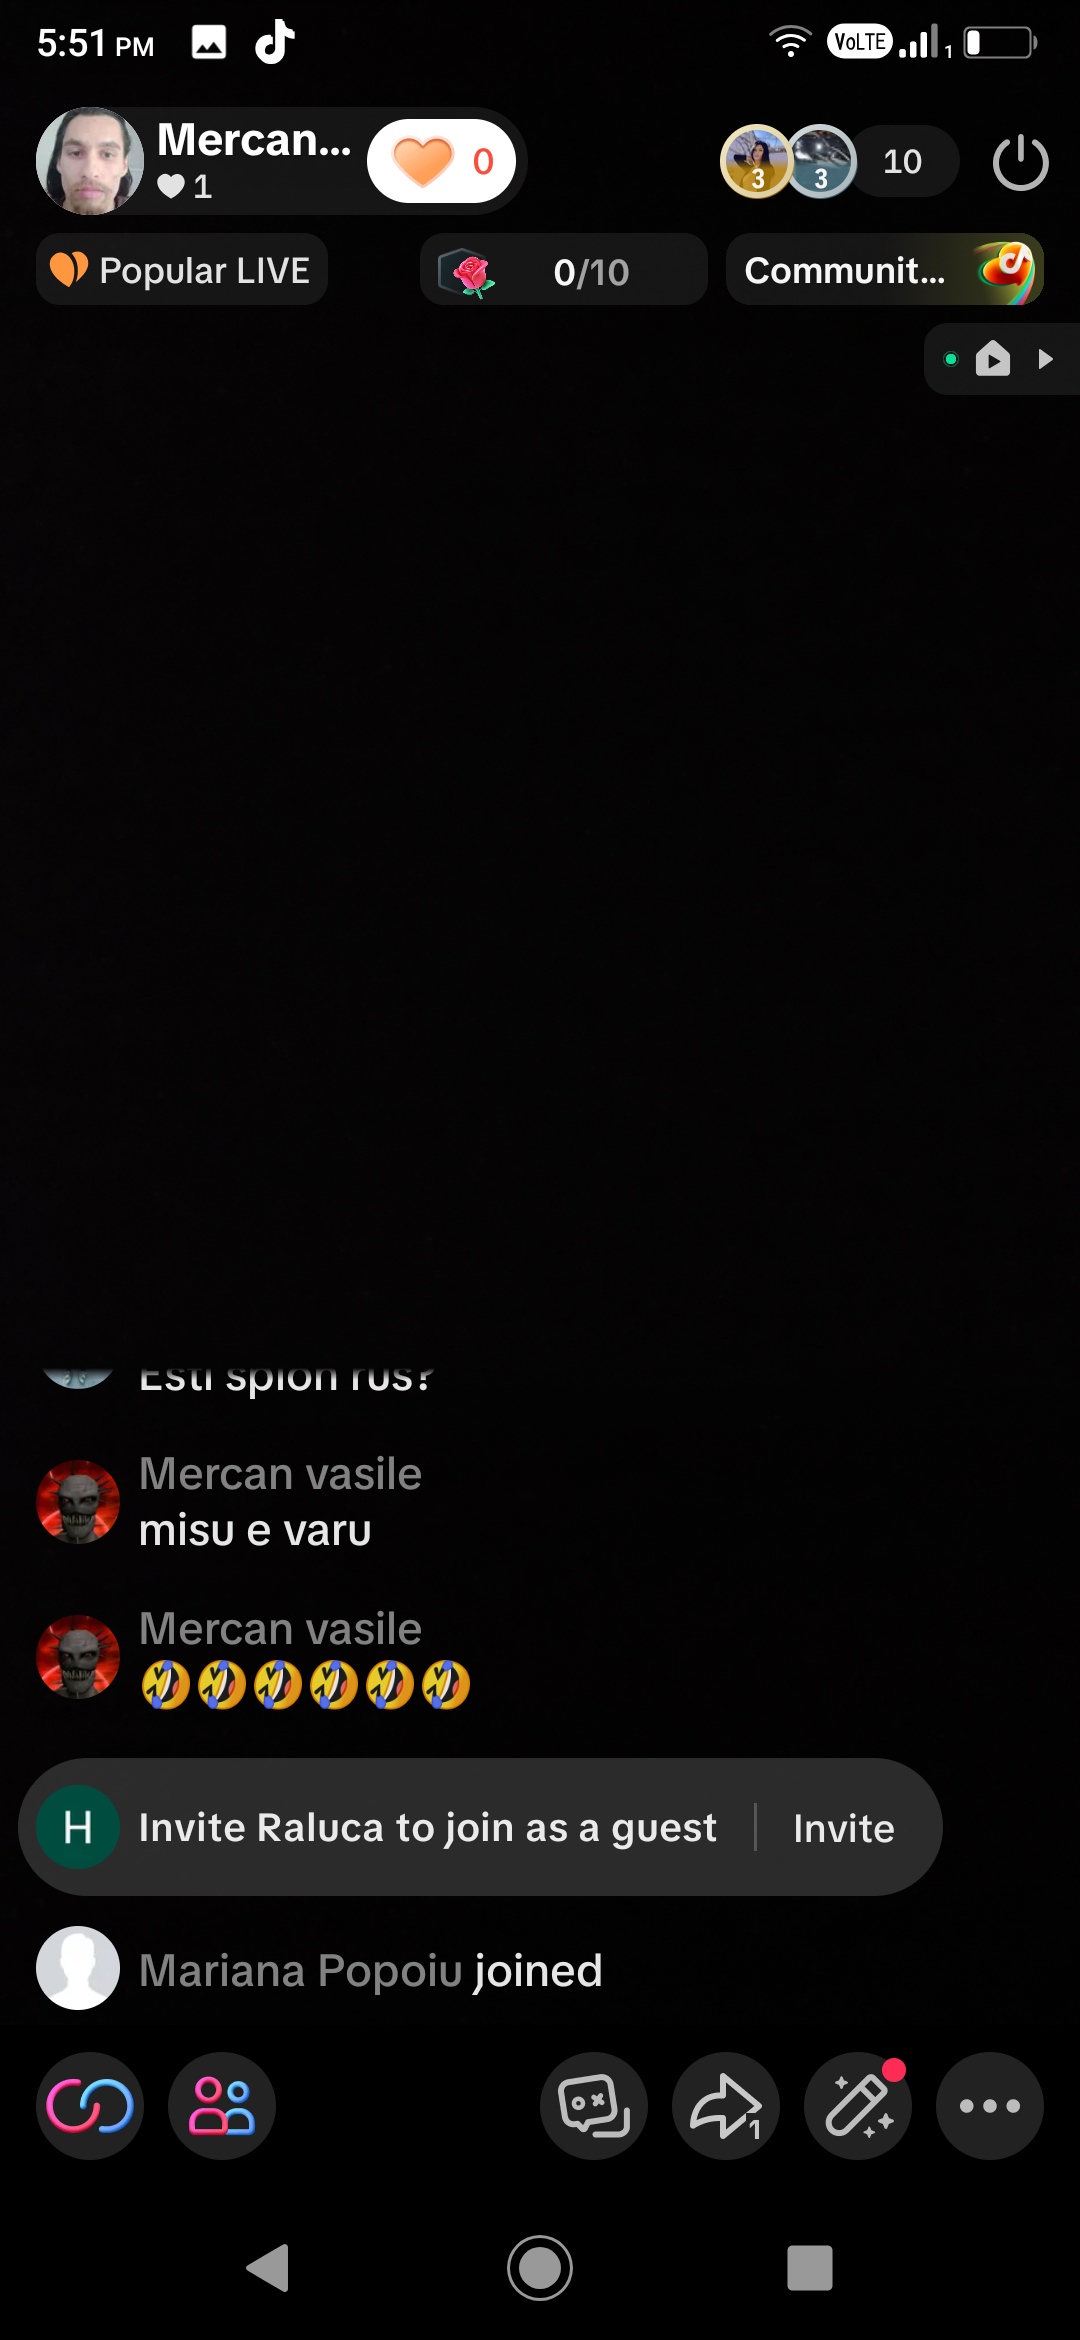 5:51 PM
VoLTE
1
Mercan...
1
0
3
3
10
Popular LIVE
0/10
Communit...
Esti spion rus?
Mercan vasile
misu e varu
Mercan vasile
🤣🤣🤣🤣🤣🤣
H
Invite Raluca to join as a guest
Invite
Mariana Popoiu joined
1